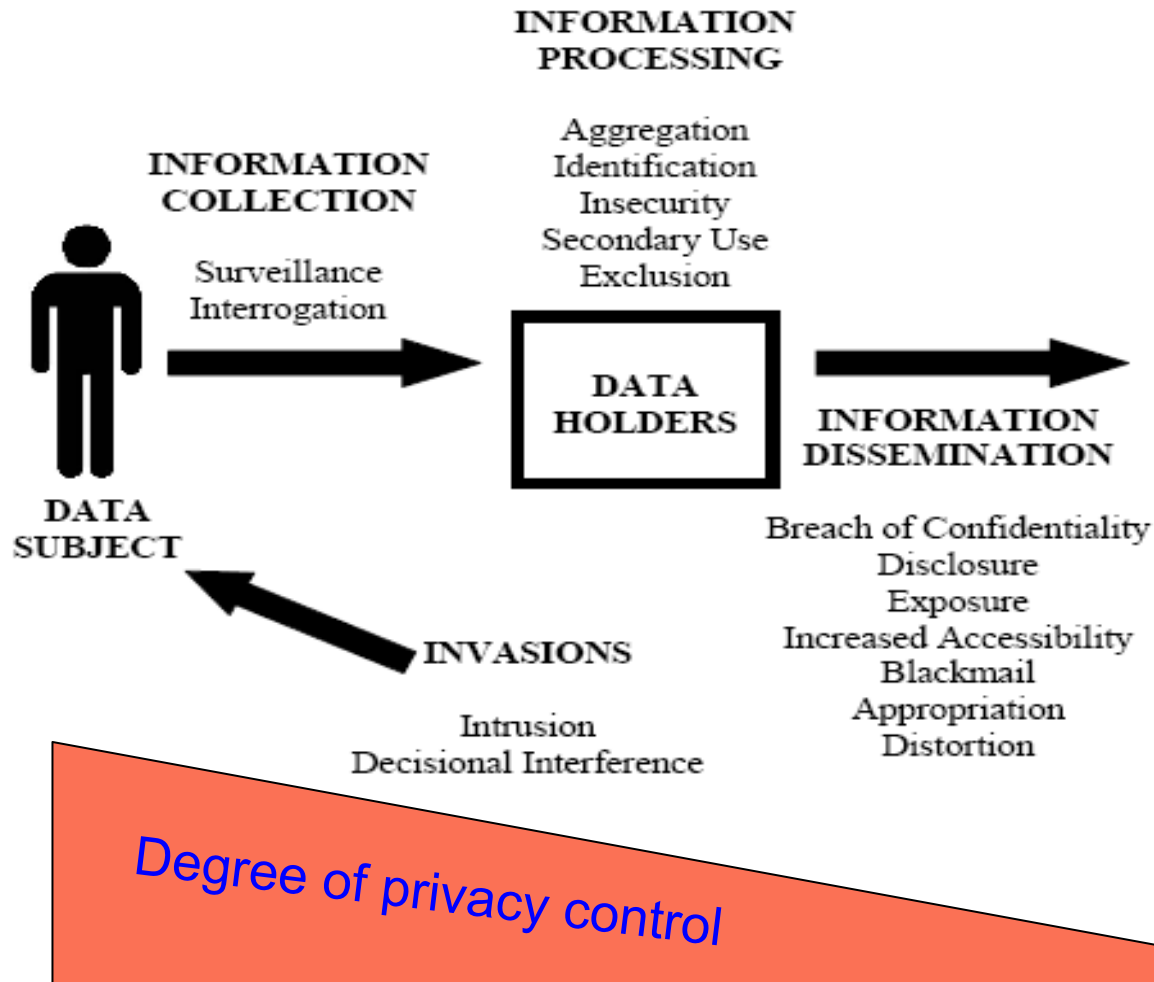 INFORMATION
PROCESSING
Aggregation
Identification
Insecurity
Secondary Use
Exclusion
INFORMATION
COLLECTION
Surveillance
Interrogation
DATA
HOLDERS
INFORMATION
DISSEMINATION
Breach of Confidentiality
Disclosure
Exposure
Increased Accessibility
Blackmail
Appropriation
Distortion
DATA
SUBJECT
INVASIONS
Intrusion
Decisional Interference
Degree of privacy control